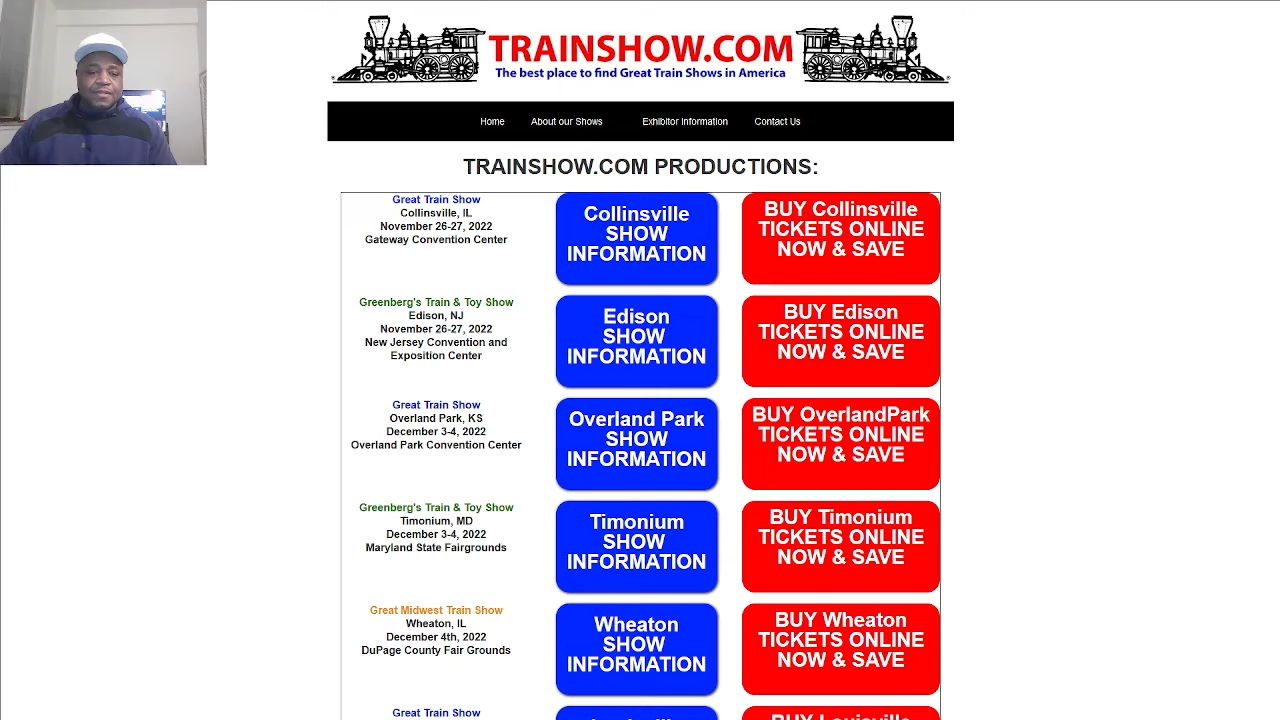 TRAINSHOW.COM
The best place to find Great Train Shows in America
Home About our Shows Exhibitor Information Contact Us
TRAINSHOW.COM PRODUCTIONS:
Great Train Show
Collinsville, IL
November 26-27, 2022
Gateway Convention Center
Collinsville
SHOW
INFORMATION
BUY Collinsville
TICKETS ONLINE
NOW & SAVE
Greenberg's Train & Toy Show
Edison, NJ
November 26-27, 2022
New Jersey Convention and
Exposition Center
Edison
SHOW
INFORMATION
BUY Edison
TICKETS ONLINE
NOW & SAVE
Great Train Show
Overland Park, KS
December 3-4, 2022
Overland Park Convention Center
Overland Park
SHOW
INFORMATION
BUY OverlandPark
TICKETS ONLINE
NOW & SAVE
Greenberg's Train & Toy Show
Timonium, MD
December 3-4, 2022
Maryland State Fairgrounds
Timonium
SHOW
INFORMATION
BUY Timonium
TICKETS ONLINE
NOW & SAVE
Great Midwest Train Show
Wheaton, IL
December 4th, 2022
DuPage County Fair Grounds
Wheaton
SHOW
INFORMATION
BUY Wheaton
TICKETS ONLINE
NOW & SAVE
Great Train Show
BUY Louisville